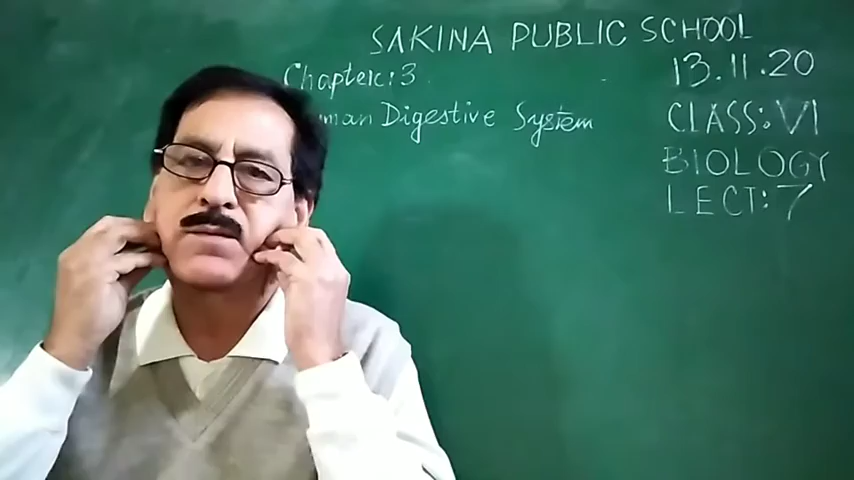 SAKINA PUBLIC SCHOOL
Chapter: 3
13.11.20
Digestive System
CLASS: VI
BIOLOGY
LECT: 7